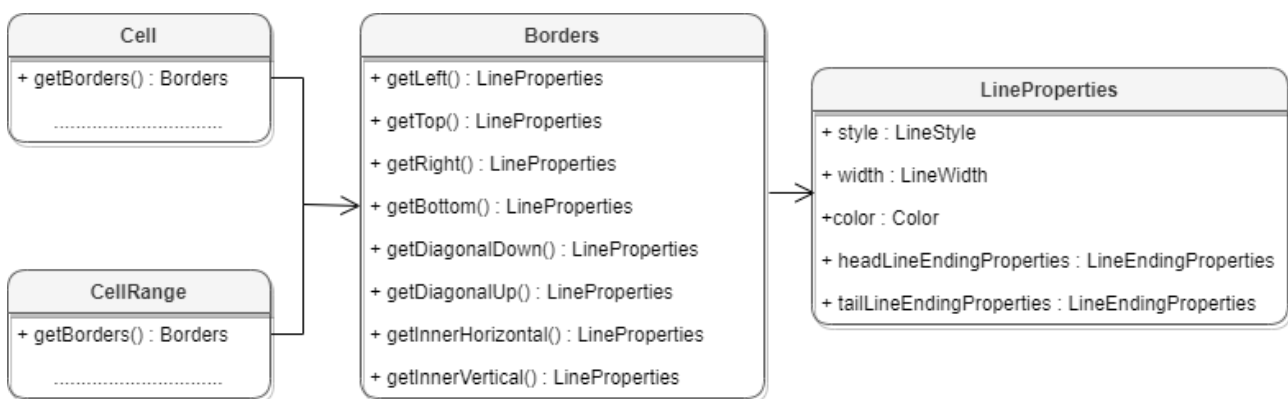 Cell
+ getBorders() : Borders
................................
CellRange
+ getBorders() : Borders
................................
Borders
+ getLeft() : LineProperties
+ getTop() : LineProperties
+ getRight() : LineProperties
+ getBottom() : LineProperties
+ getDiagonalDown() : LineProperties
+ getDiagonalUp() : LineProperties
+ getInnerHorizontal() : LineProperties
+ getInnerVertical() : LineProperties
LineProperties
+ style : LineStyle
+ width : LineWidth
+color : Color
+ headLineEndingProperties : LineEndingProperties
+ tailLineEndingProperties : LineEndingProperties